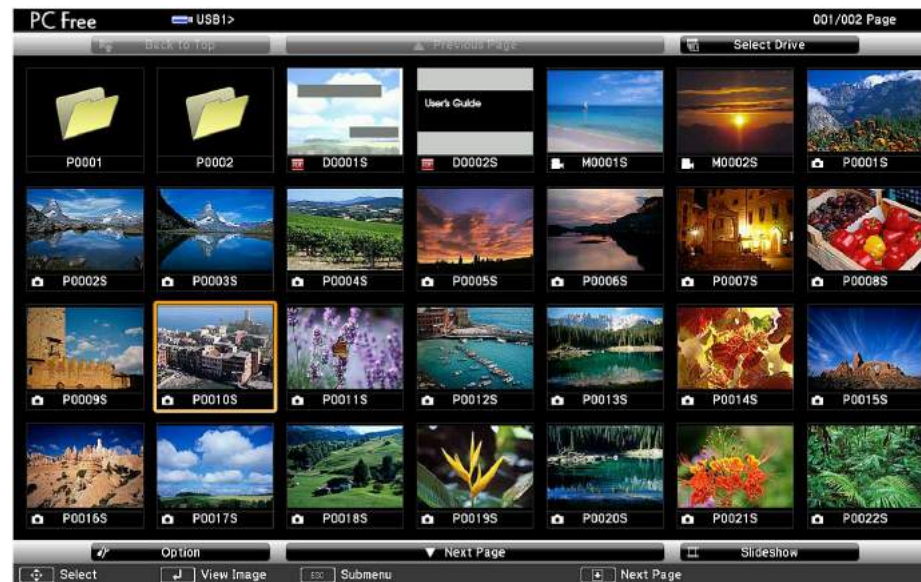 PC Free USB1> 001/002 Page
Back to Top ▲ Previous Page Select Drive
User's Guide
P0001 P0002 D0001S D0002S M0001S M0002S P0001S
P0002S P0003S P0004S P0005S P0006S P0007S P0008S
P0009S P0010S P0011S P0012S P0013S P0014S P0015S
P0016S P0017S P0018S P0019S P0020S P0021S P0022S
Option ▼ Next Page Slideshow
Select View Image ESC Submenu Next Page